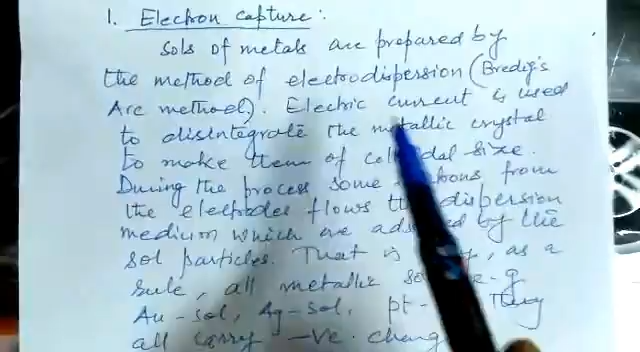 1. Electron capture:
Sols of metals are prepared by
the method of electrodispersion (Bredig's
Arc method). Electric current is used
to disintegrate the metallic crystal
to make them of colloidal size.
During the process some from
the electrodes flows dispersion
medium which are by the
sol particles. That is as a
rule, all metallic
Au-sol, Ag-sol, pt- They
all carry -ve